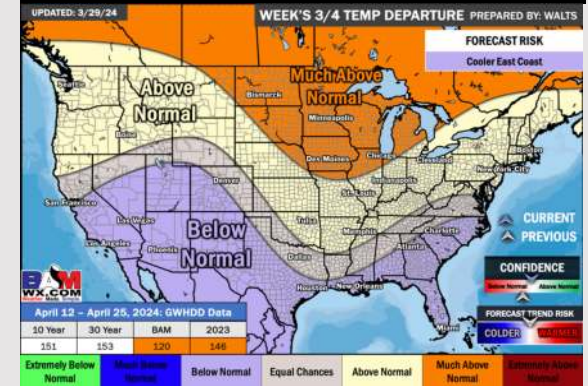 UPDATED: 3/29/24
WEEK'S 3/4 TEMP DEPARTURE PREPARED BY: WALTS
FORECAST RISK
Cooler East Coast
Seattle
Above
Normal
Much Above
Normal
Bismarck
Minneapolis
Boise
Des Moines
Chicago
Cleveland
Boston
New York City
Indianapolis
San Francisco
Denver
St. Louis
Las Vegas
Los Angeles
Phoenix
Below
Normal
Tulsa
Memphis
Charlotte
Atlanta
Dallas
Houston
New Orleans
Miami
CURRENT
PREVIOUS
CONFIDENCE
Below Normal
Above Normal
FORECAST TREND RISK
COLDER
WARMER
BAM
WX.COM
Weather Made Simple
April 12 – April 25, 2024: GWHDD Data
10 Year 30 Year BAM 2023
151 153 120 146
Extremely Below Normal
Much Below Normal
Below Normal
Equal Chances
Above Normal
Much Above Normal
Extremely Above Normal